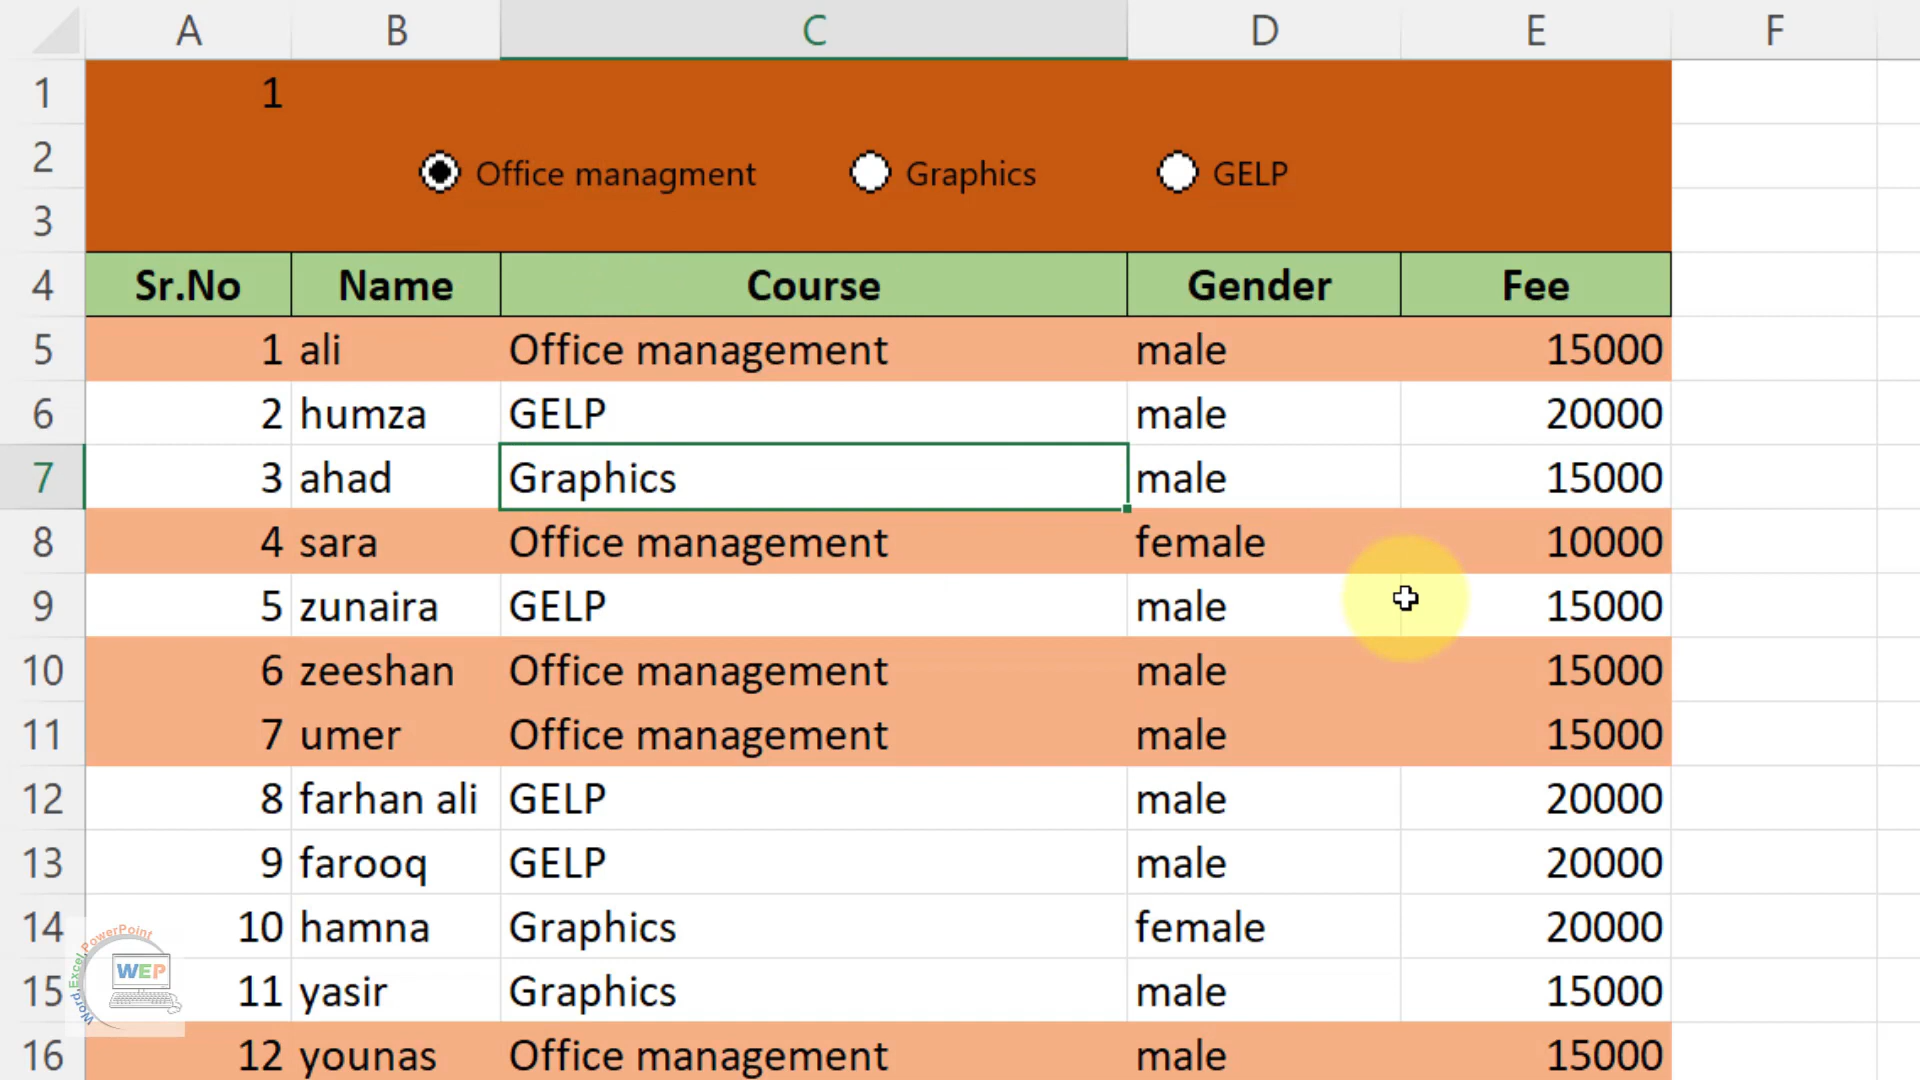 A B C D E F
1 1
2 Office managment Graphics GELP
3
4 Sr.No Name Course Gender Fee
5 1 ali Office management male 15000
6 2 humza GELP male 20000
7 3 ahad Graphics male 15000
8 4 sara Office management female 10000
9 5 zunaira GELP male 15000
10 6 zeeshan Office management male 15000
11 7 umer Office management male 15000
12 8 farhan ali GELP male 20000
13 9 farooq GELP male 20000
14 10 hamna Graphics female 20000
15 11 yasir Graphics male 15000
16 12 younas Office management male 15000
Word,Excel,PowerPoint
WEP